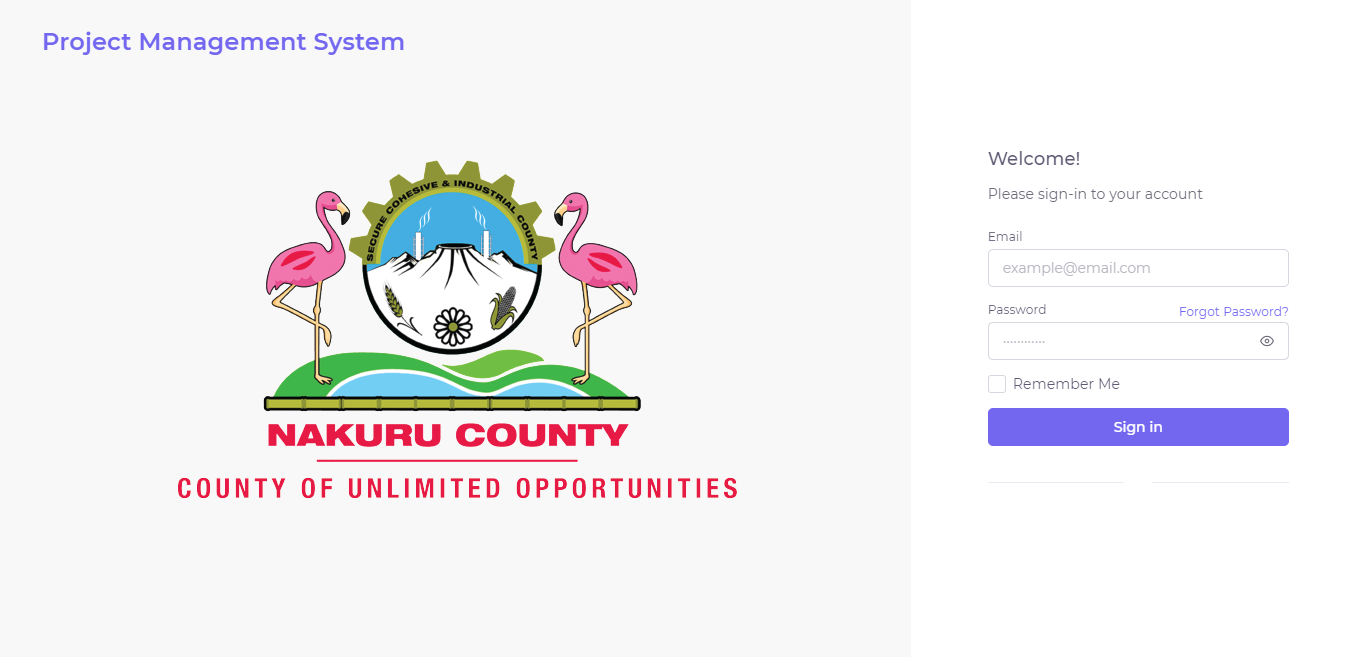 Project Management System
SECURE COHESIVE & INDUSTRIAL COUNTY
NAKURU COUNTY
COUNTY OF UNLIMITED OPPORTUNITIES
Welcome!
Please sign-in to your account
Email
example@email.com
Password
Forgot Password?
············
Remember Me
Sign in